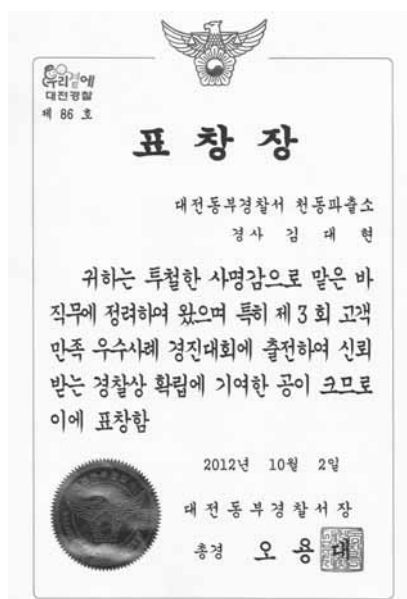 우리곁에
대전경찰
제 86 호
표 창 장
대전동부경찰서 천동파출소
경사 김 대 현
귀하는 투철한 사명감으로 맡은 바
직무에 정려하여 왔으며 특히 제 3 회 고객
만족 우수사례 경진대회에 출전하여 신뢰
받는 경찰상 확립에 기여한 공이 크므로
이에 표창함
2012년 10월 2일
대 전 동 부 경 찰 서 장
총경 오 용 대